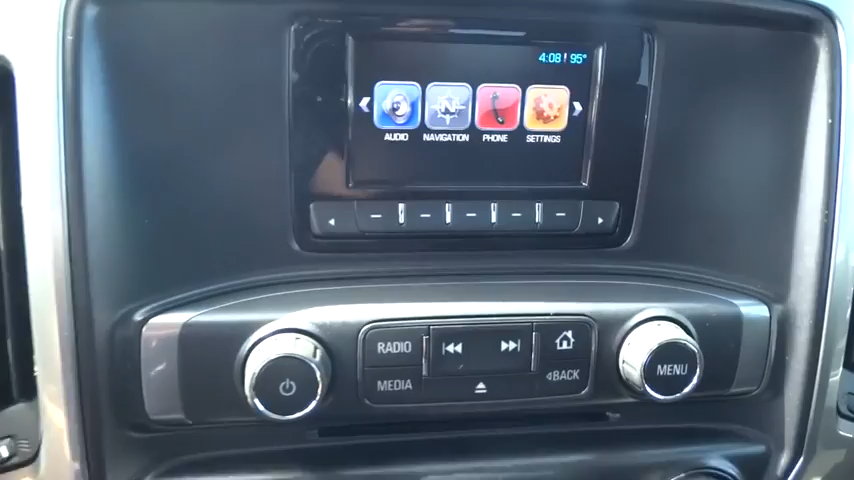 4:08 95°
AUDIO NAVIGATION PHONE SETTINGS
RADIO
MEDIA
BACK
MENU